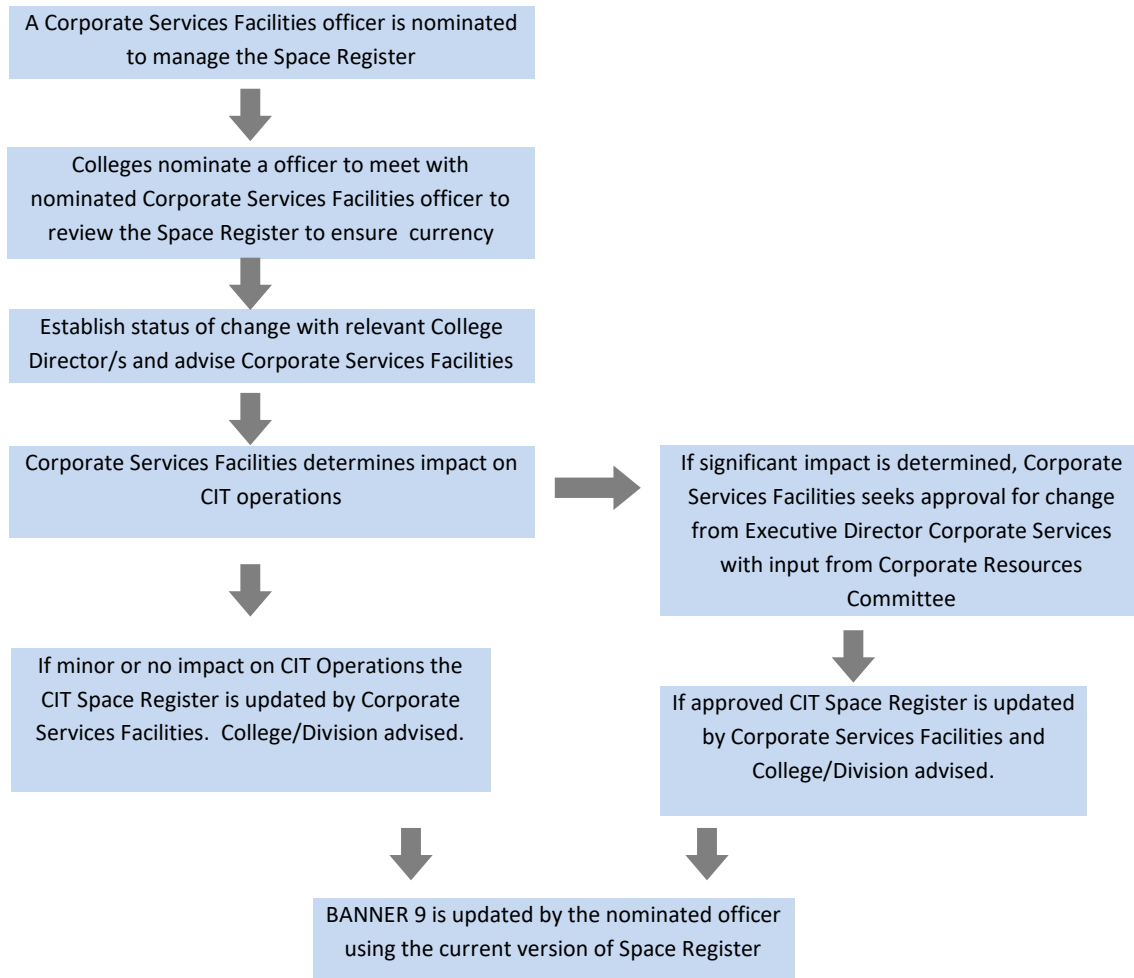 A Corporate Services Facilities officer is nominated
to manage the Space Register
Colleges nominate a officer to meet with
nominated Corporate Services Facilities officer to
review the Space Register to ensure  currency
Establish status of change with relevant College
Director/s and advise Corporate Services Facilities
Corporate Services Facilities determines impact on
CIT operations
If significant impact is determined, Corporate
Services Facilities seeks approval for change
from Executive Director Corporate Services
with input from Corporate Resources
Committee
If minor or no impact on CIT Operations the
CIT Space Register is updated by Corporate
Services Facilities.  College/Division advised.
If approved CIT Space Register is updated
by Corporate Services Facilities and
College/Division advised.
BANNER 9 is updated by the nominated officer
using the current version of Space Register